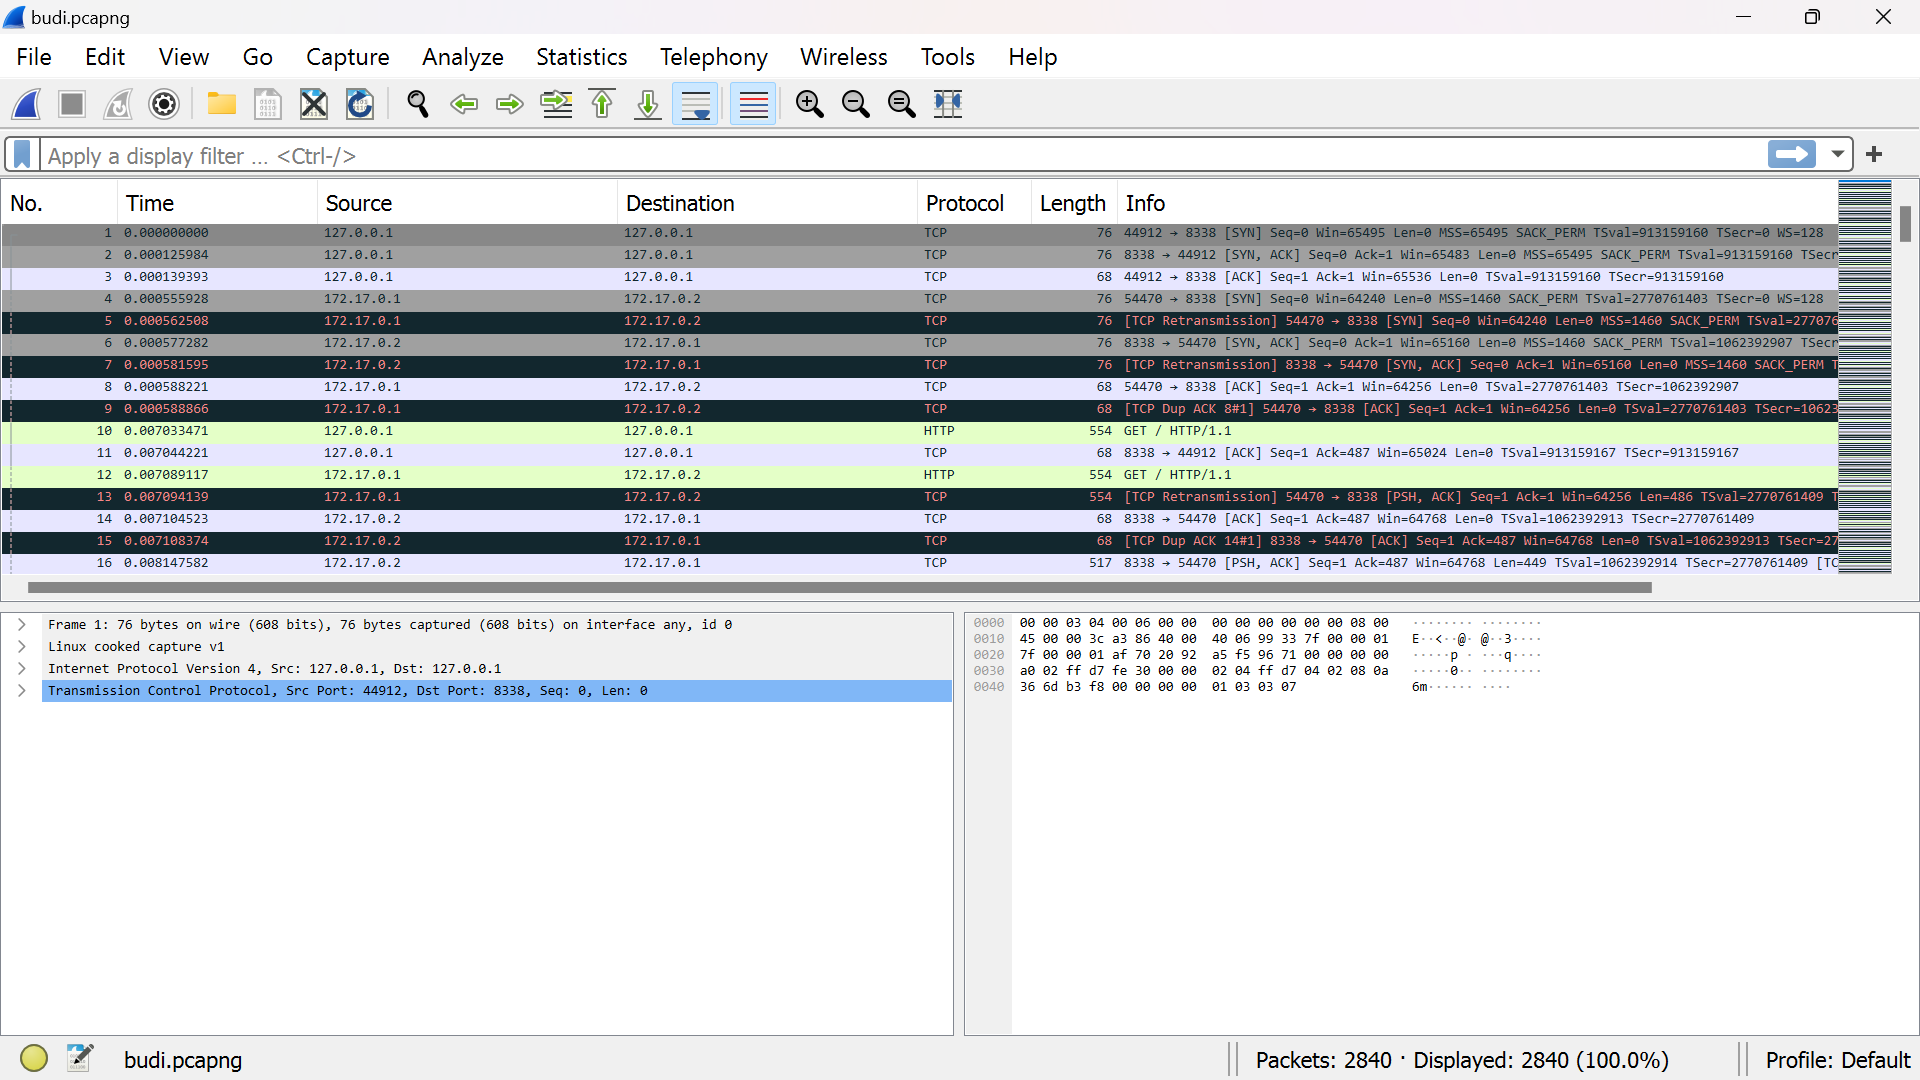 budi.pcapng
File Edit View Go Capture Analyze Statistics Telephony Wireless Tools Help
Apply a display filter ... <Ctrl-/>
No. Time Source Destination Protocol Length Info
1 0.000000000 127.0.0.1 127.0.0.1 TCP 76 44912 → 8338 [SYN] Seq=0 Win=65495 Len=0 MSS=65495 SACK_PERM TSval=913159160 TSecr=0 WS=128
2 0.000125984 127.0.0.1 127.0.0.1 TCP 76 8338 → 44912 [SYN, ACK] Seq=0 Ack=1 Win=65483 Len=0 MSS=65495 SACK_PERM TSval=913159160 TSecr
3 0.000139393 127.0.0.1 127.0.0.1 TCP 68 44912 → 8338 [ACK] Seq=1 Ack=1 Win=65536 Len=0 TSval=913159160 TSecr=913159160
4 0.000555928 172.17.0.1 172.17.0.2 TCP 76 54470 → 8338 [SYN] Seq=0 Win=64240 Len=0 MSS=1460 SACK_PERM TSval=2770761403 TSecr=0 WS=128
5 0.000562508 172.17.0.1 172.17.0.2 TCP 76 [TCP Retransmission] 54470 → 8338 [SYN] Seq=0 Win=64240 Len=0 MSS=1460 SACK_PERM TSval=277076
6 0.000577282 172.17.0.2 172.17.0.1 TCP 76 8338 → 54470 [SYN, ACK] Seq=0 Ack=1 Win=65160 Len=0 MSS=1460 SACK_PERM TSval=1062392907 TSecr
7 0.000581595 172.17.0.2 172.17.0.1 TCP 76 [TCP Retransmission] 8338 → 54470 [SYN, ACK] Seq=0 Ack=1 Win=65160 Len=0 MSS=1460 SACK_PERM T
8 0.000588221 172.17.0.1 172.17.0.2 TCP 68 54470 → 8338 [ACK] Seq=1 Ack=1 Win=64256 Len=0 TSval=2770761403 TSecr=1062392907
9 0.000588866 172.17.0.1 172.17.0.2 TCP 68 [TCP Dup ACK 8#1] 54470 → 8338 [ACK] Seq=1 Ack=1 Win=64256 Len=0 TSval=2770761403 TSecr=10623
10 0.007033471 127.0.0.1 127.0.0.1 HTTP 554 GET / HTTP/1.1
11 0.007044221 127.0.0.1 127.0.0.1 TCP 68 8338 → 44912 [ACK] Seq=1 Ack=487 Win=65024 Len=0 TSval=913159167 TSecr=913159167
12 0.007089117 172.17.0.1 172.17.0.2 HTTP 554 GET / HTTP/1.1
13 0.007094139 172.17.0.1 172.17.0.2 TCP 554 [TCP Retransmission] 54470 → 8338 [PSH, ACK] Seq=1 Ack=1 Win=64256 Len=486 TSval=2770761409 T
14 0.007104523 172.17.0.2 172.17.0.1 TCP 68 8338 → 54470 [ACK] Seq=1 Ack=487 Win=64768 Len=0 TSval=1062392913 TSecr=2770761409
15 0.007108374 172.17.0.2 172.17.0.1 TCP 68 [TCP Dup ACK 14#1] 8338 → 54470 [ACK] Seq=1 Ack=487 Win=64768 Len=0 TSval=1062392913 TSecr=27
16 0.008147582 172.17.0.2 172.17.0.1 TCP 517 8338 → 54470 [PSH, ACK] Seq=1 Ack=487 Win=64768 Len=449 TSval=1062392914 TSecr=2770761409 [TC
Frame 1: 76 bytes on wire (608 bits), 76 bytes captured (608 bits) on interface any, id 0
Linux cooked capture v1
Internet Protocol Version 4, Src: 127.0.0.1, Dst: 127.0.0.1
Transmission Control Protocol, Src Port: 44912, Dst Port: 8338, Seq: 0, Len: 0
0000 00 00 03 04 00 06 00 00 00 00 00 00 00 00 08 00 ········ ········
0010 45 00 00 3c a3 86 40 00 40 06 99 33 7f 00 00 01 E··<··@· @··3····
0020 7f 00 00 01 af 70 20 92 a5 f5 96 71 00 00 00 00 ·····p · ···q····
0030 a0 02 ff d7 fe 30 00 00 02 04 ff d7 04 02 08 0a ·····0·· ········
0040 36 6d b3 f8 00 00 00 00 01 03 03 07 6m······ ····
budi.pcapng
Packets: 2840 · Displayed: 2840 (100.0%)
Profile: Default